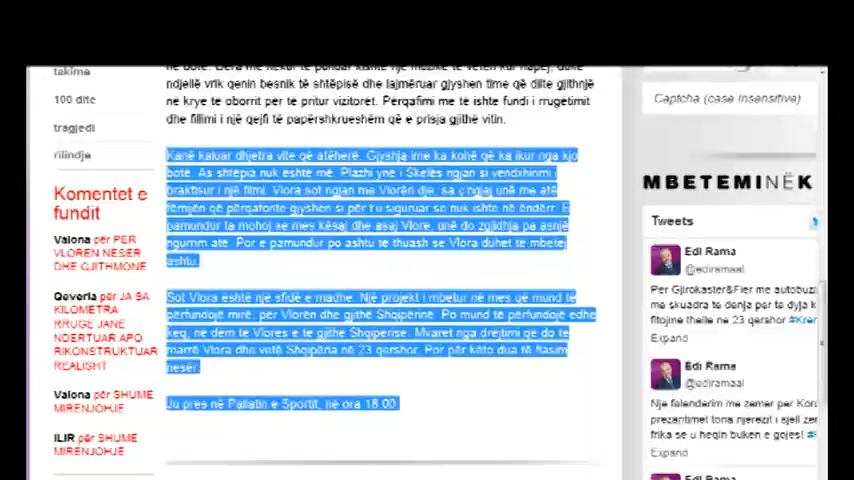 takime
100 dite
tragjedi
rilindje
Komentet e
fundit
Valona për PER
VLOREN NESER
DHE GJITHMONE
Qeveria për JA SA
KILOMETRA
RRUGE JANE
NDERTUAR APO
RIKONSTRUKTUAR
REALISHT
Valona për SHUME
MIRENJOHJE
ILIR për SHUME
MIRENJOHJE
ndjellë vrik qenin besnik të shtëpisë dhe lajmëruar gjyshen time që dilte gjithnjë
në krye të oborrit për të pritur vizitorët. Përqafimi me të ishte fundi i rrugëtimit
dhe fillimi i një qejfi të papërshkrueshëm që e prisja gjithë vitin.
Kanë kaluar dhjetra vite që atëherë. Gjyshja ime ka kohë që ka ikur nga kjo
botë. As shtëpia nuk është më. Plazhi ynë i Skelës ngjan si vendxhirimi i
braktisur i një filmi. Vlora sot ngjan me Vlorën dje, sa ç'ngjaj unë me atë
fëmijën që përqafonte gjyshen si për t'u siguruar se nuk ishte në ëndërr. E
pamundur ta mohoj se mes kësaj dhe asaj Vlore, unë do zgjidhja pa asnjë
ngurrim atë. Por e pamundur po ashtu të thuash se Vlora duhet të mbetej
ashtu.
Sot Vlora është një sfidë e madhe. Një projekt i mbetur në mes që mund të
përfundojë mirë, për Vlorën dhe gjithë Shqipërinë. Po mund të përfundojë edhe
keq, në dëm të Vlorës e të gjithë Shqipërisë. Mvaret nga drejtimi që do të
marrë Vlora dhe vetë Shqipëria në 23 qershor. Por për këto dua të flasim
nesër.
Ju pres në Pallatin e Sportit, në ora 18.00.
Captcha (case insensitive)
MBETEMI NË K
Tweets
Edi Rama
@ediramaal
Per Gjirokaster&Fier me autobuz
me skuadra te denja per te dyja k
fitojme thelle ne 23 qershor
Expand
Edi Rama
@ediramaal
Nje falenderim me zemer per Kor
prezantimet tona njerezit i sjell zer
frika se u heqin buken e gojes!
Expand
Edi Rama